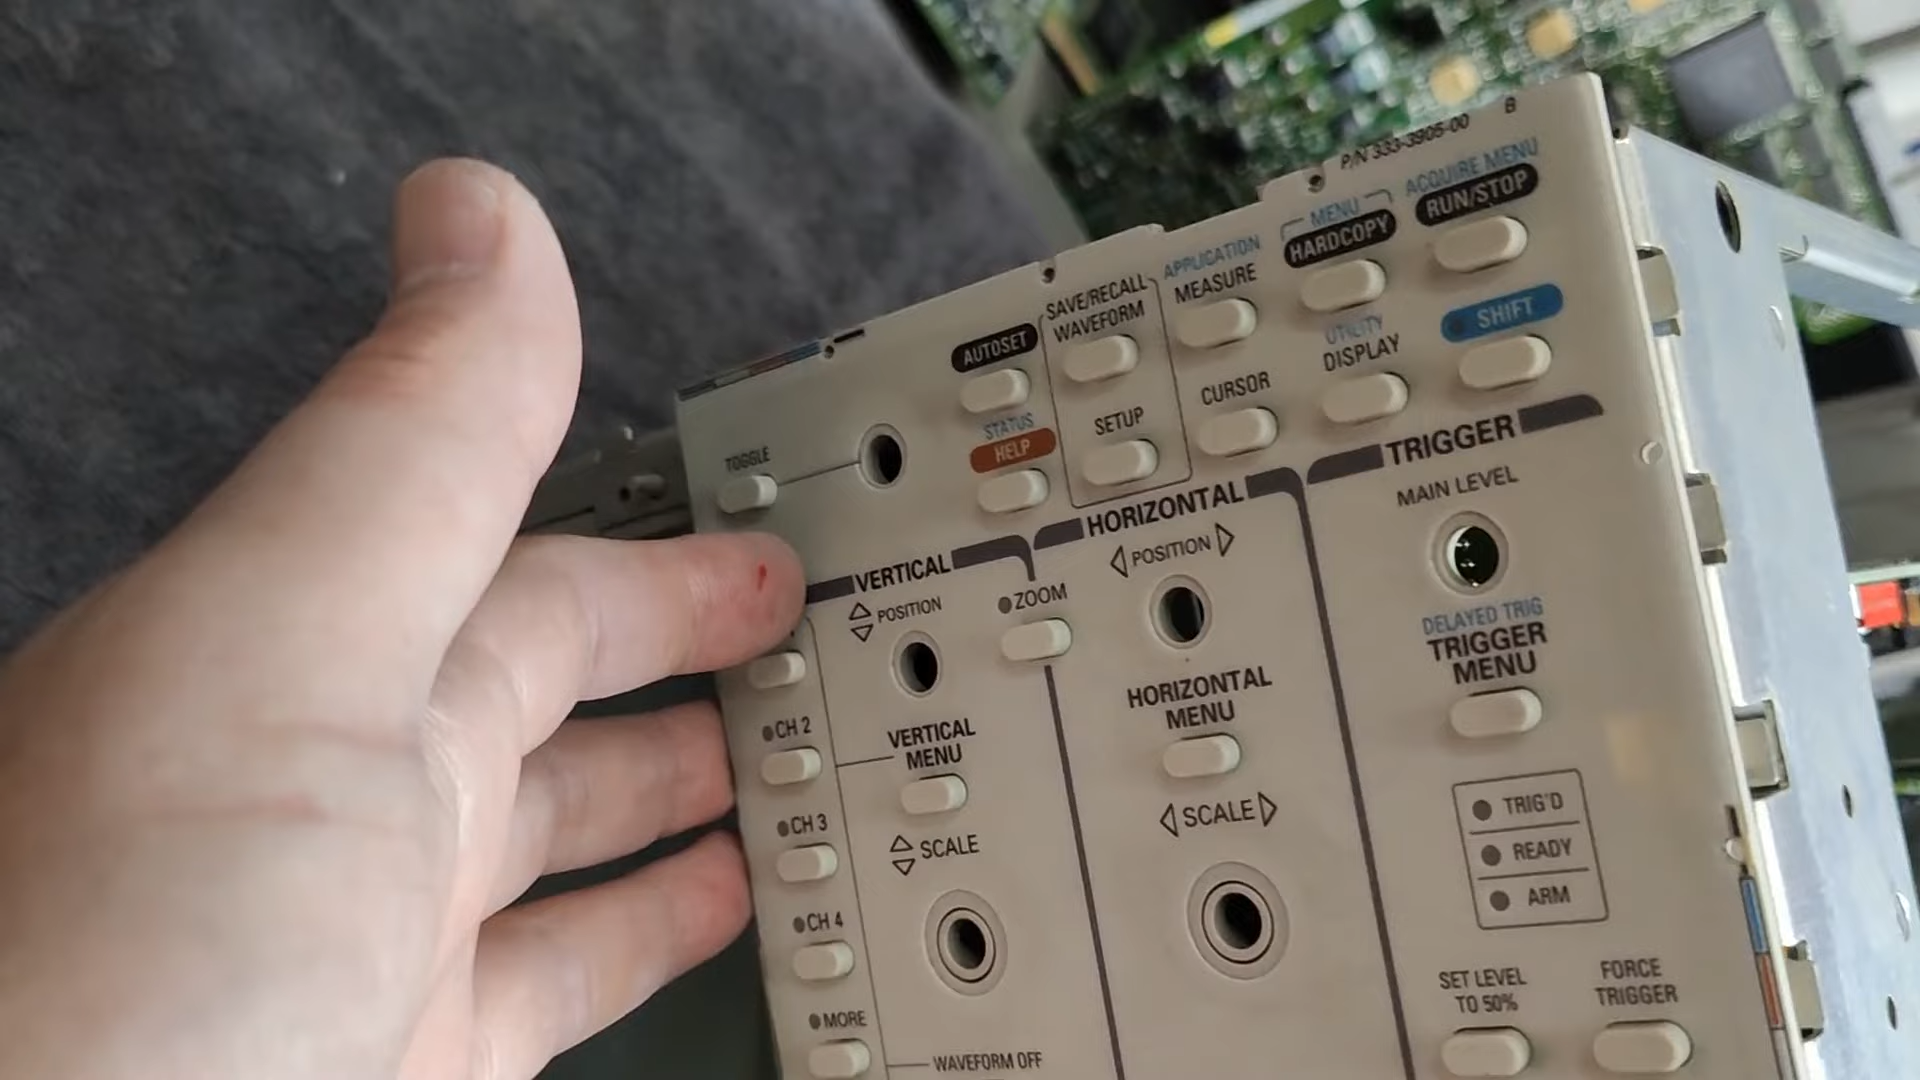 B
P/N 333-3905-00
ACQUIRE MENU
RUN/STOP
MENU
HARDCOPY
APPLICATION
MEASURE
SAVE/RECALL
WAVEFORM
AUTOSET
SHIFT
UTILITY
DISPLAY
CURSOR
SETUP
STATUS
HELP
TOGGLE
TRIGGER
MAIN LEVEL
HORIZONTAL
POSITION
VERTICAL
POSITION
ZOOM
DELAYED TRIG
TRIGGER
MENU
HORIZONTAL
MENU
VERTICAL
MENU
CH 2
CH 3
CH 4
MORE
SCALE
SCALE
TRIG'D
READY
ARM
SET LEVEL
TO 50%
FORCE
TRIGGER
WAVEFORM OFF